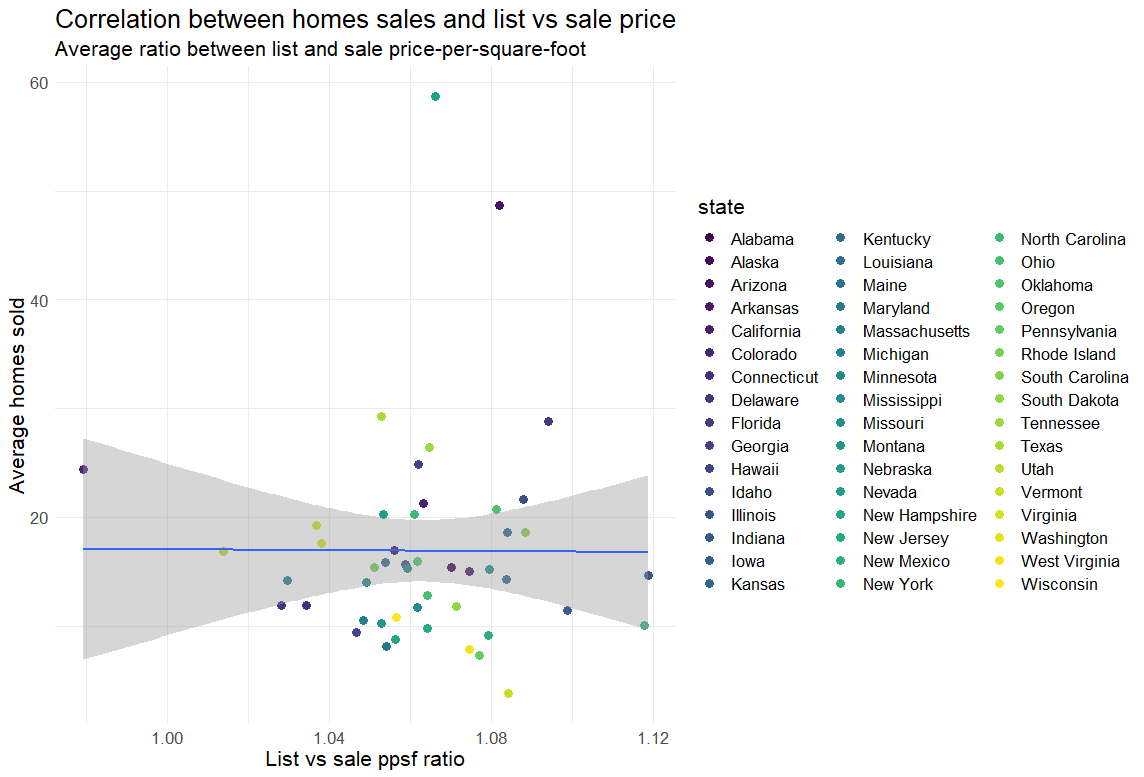 Correlation between homes sales and list vs sale price
Average ratio between list and sale price-per-square-foot
60
40
20
Average homes sold
1.00
1.04
1.08
1.12
List vs sale ppsf ratio
state
Alabama
Alaska
Arizona
Arkansas
California
Colorado
Connecticut
Delaware
Florida
Georgia
Hawaii
Idaho
Illinois
Indiana
Iowa
Kansas
Kentucky
Louisiana
Maine
Maryland
Massachusetts
Michigan
Minnesota
Mississippi
Missouri
Montana
Nebraska
Nevada
New Hampshire
New Jersey
New Mexico
New York
North Carolina
Ohio
Oklahoma
Oregon
Pennsylvania
Rhode Island
South Carolina
South Dakota
Tennessee
Texas
Utah
Vermont
Virginia
Washington
West Virginia
Wisconsin